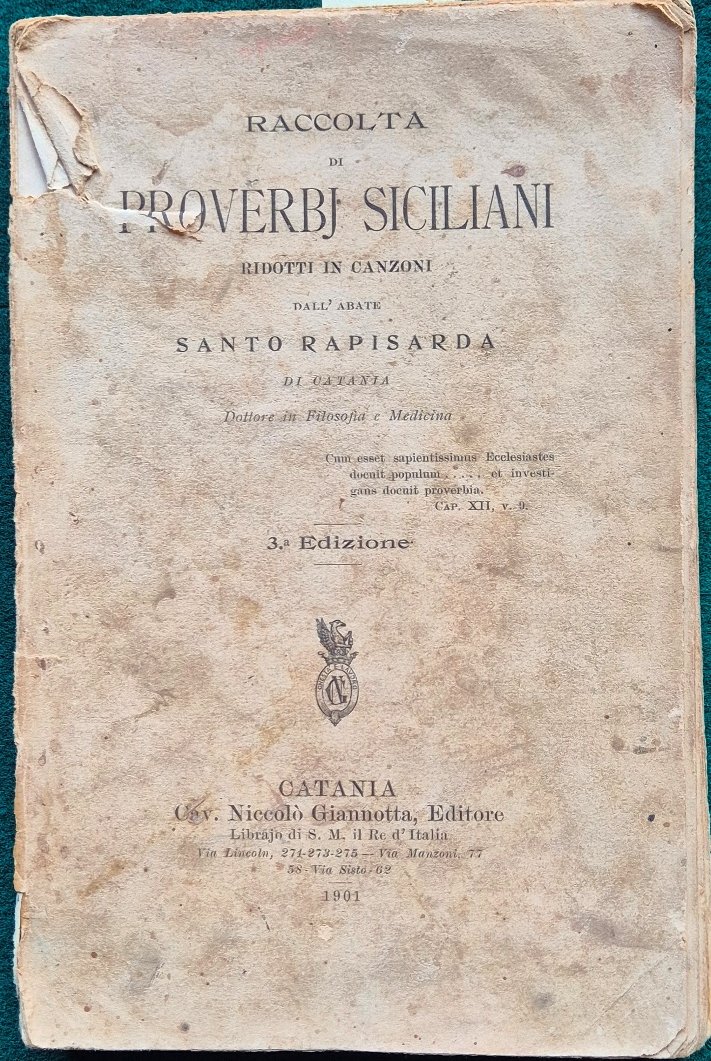 RACCOLTA
DI
PROVERBJ SICILIANI
RIDOTTI IN CANZONI
DALL' ABATE
SANTO RAPISARDA
DI CATANIA
Dottore in Filosofia e Medicina
Cum esset sapientissimus Ecclesiastes
docuit populum ..... et investi-
gans docuit proverbia.
CAP. XII, v. 9.
3.a Edizione
CATANIA
Cav. Niccolò Giannotta, Editore
Librajo di S. M. il Re d'Italia
Via Lincoln, 271-273-275 — Via Manzoni, 77
58 - Via Sisto 62
1901